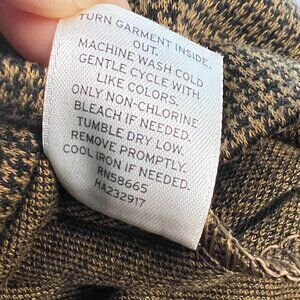 TURN GARMENT INSIDE
OUT.
MACHINE WASH COLD
GENTLE CYCLE WITH
LIKE COLORS.
ONLY NON-CHLORINE
BLEACH IF NEEDED.
TUMBLE DRY LOW.
REMOVE PROMPTLY.
COOL IRON IF NEEDED.
RN58665
HA232917